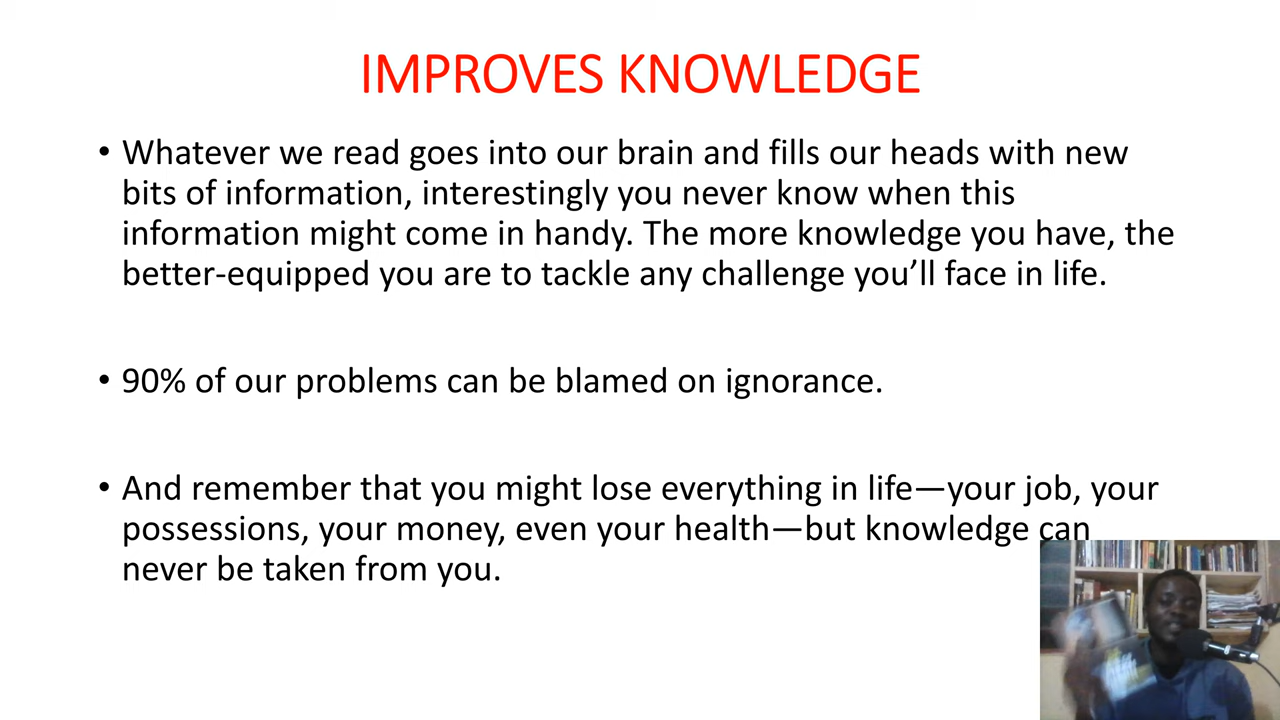 IMPROVES KNOWLEDGE
• Whatever we read goes into our brain and fills our heads with new
bits of information, interestingly you never know when this
information might come in handy. The more knowledge you have, the
better-equipped you are to tackle any challenge you’ll face in life.
• 90% of our problems can be blamed on ignorance.
• And remember that you might lose everything in life—your job, your
possessions, your money, even your health—but knowledge can
never be taken from you.